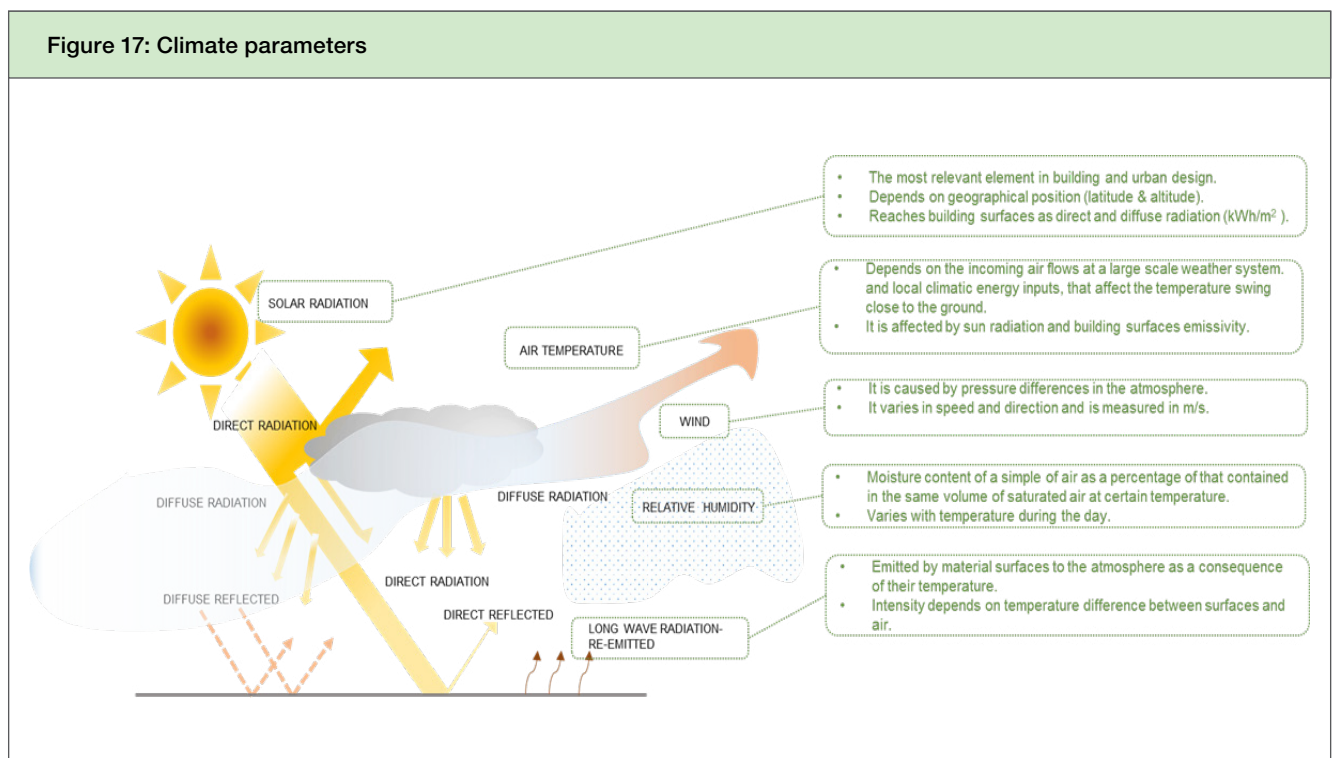 Figure 17: Climate parameters
• The most relevant element in building and urban design.
• Depends on geographical position (latitude & altitude).
• Reaches building surfaces as direct and diffuse radiation (kWh/m² ).
SOLAR RADIATION
• Depends on the incoming air flows at a large scale weather system.
and local climatic energy inputs, that affect the temperature swing
close to the ground.
• It is affected by sun radiation and building surfaces emissivity.
AIR TEMPERATURE
• It is caused by pressure differences in the atmosphere.
• It varies in speed and direction and is measured in m/s.
WIND
DIRECT RADIATION
• Moisture content of a simple of air as a percentage of that contained
in the same volume of saturated air at certain temperature.
• Varies with temperature during the day.
DIFFUSE RADIATION
DIFFUSE RADIATION
RELATIVE HUMIDITY
• Emitted by material surfaces to the atmosphere as a consequence
of their temperature.
• Intensity depends on temperature difference between surfaces and
air.
DIRECT RADIATION
DIFFUSE REFLECTED
DIRECT REFLECTED
LONG WAVE RADIATION-
RE-EMITTED